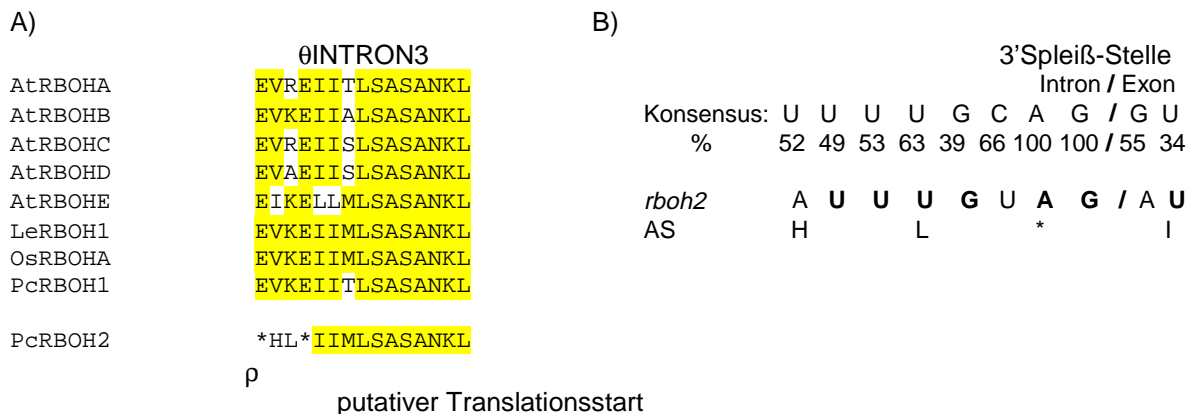 A)
θINTRON3
AtRBOHA EVREIITLSASANKL
AtRBOHB EVKEIIALSASANKL
AtRBOHC EVREIISLSASANKL
AtRBOHD EVAEIISLSASANKL
AtRBOHE EIKELLMLSASANKL
LeRBOH1 EVKEIIMLSASANKL
OsRBOHA EVKEIIMLSASANKL
PcRBOH1 EVKEIITLSASANKL
PcRBOH2 *HL*IIMLSASANKL
ρ
putativer Translationsstart
B)
3'Spleiß-Stelle
Intron / Exon
Konsensus: U U U U G C A G / G U
% 52 49 53 63 39 66 100 100 / 55 34
rboh2 A U U U G U A G / A U
AS H L * I